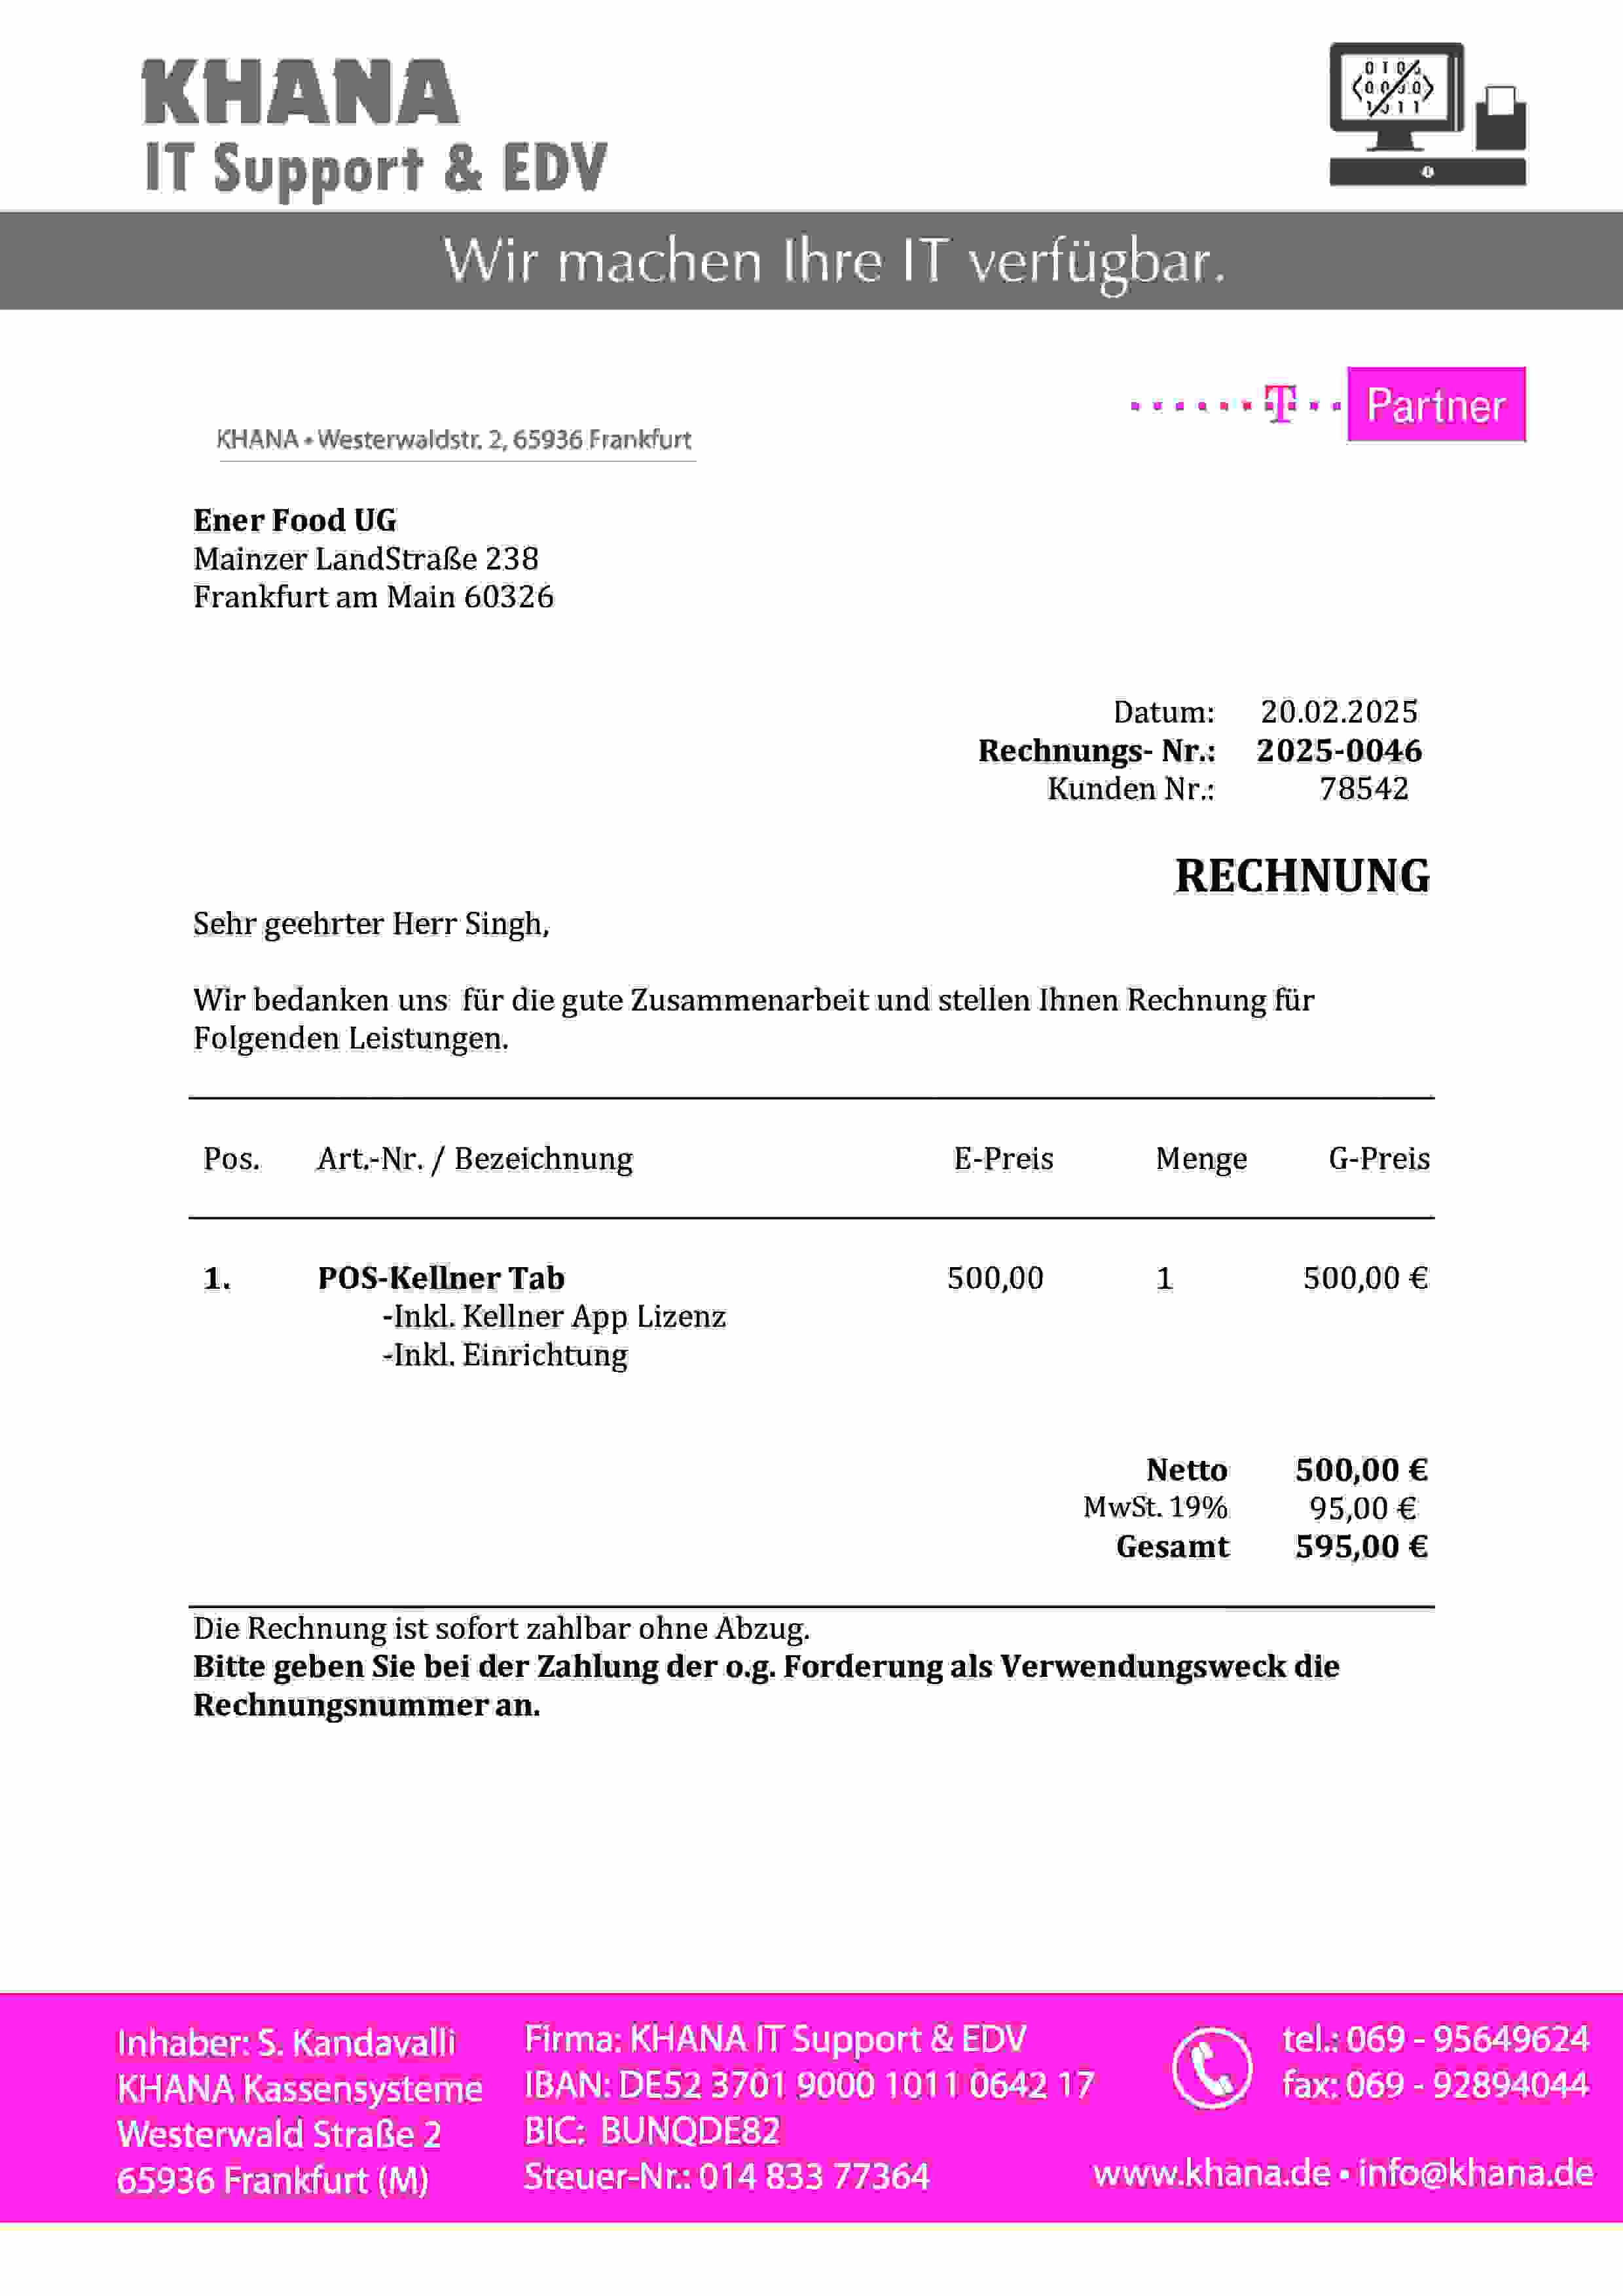 KHANA
IT Support & EDV
Wir machen Ihre IT verfügbar.
T Partner
KHANA • Westerwaldstr. 2, 65936 Frankfurt
Ener Food UG
Mainzer LandStraße 238
Frankfurt am Main 60326
Datum: 20.02.2025
Rechnungs- Nr.: 2025-0046
Kunden Nr.: 78542
RECHNUNG
Sehr geehrter Herr Singh,
Wir bedanken uns für die gute Zusammenarbeit und stellen Ihnen Rechnung für
Folgenden Leistungen.
Pos. Art.-Nr. / Bezeichnung E-Preis Menge G-Preis
1. POS-Kellner Tab 500,00 1 500,00 €
-Inkl. Kellner App Lizenz
-Inkl. Einrichtung
Netto 500,00 €
MwSt. 19% 95,00 €
Gesamt 595,00 €
Die Rechnung ist sofort zahlbar ohne Abzug.
Bitte geben Sie bei der Zahlung der o.g. Forderung als Verwendungsweck die
Rechnungsnummer an.
Inhaber: S. Kandavalli
KHANA Kassensysteme
Westerwald Straße 2
65936 Frankfurt (M)
Firma: KHANA IT Support & EDV
IBAN: DE52 3701 9000 1011 0642 17
BIC: BUNQDE82
Steuer-Nr.: 014 833 77364
tel.: 069 - 95649624
fax: 069 - 92894044
www.khana.de • info@khana.de